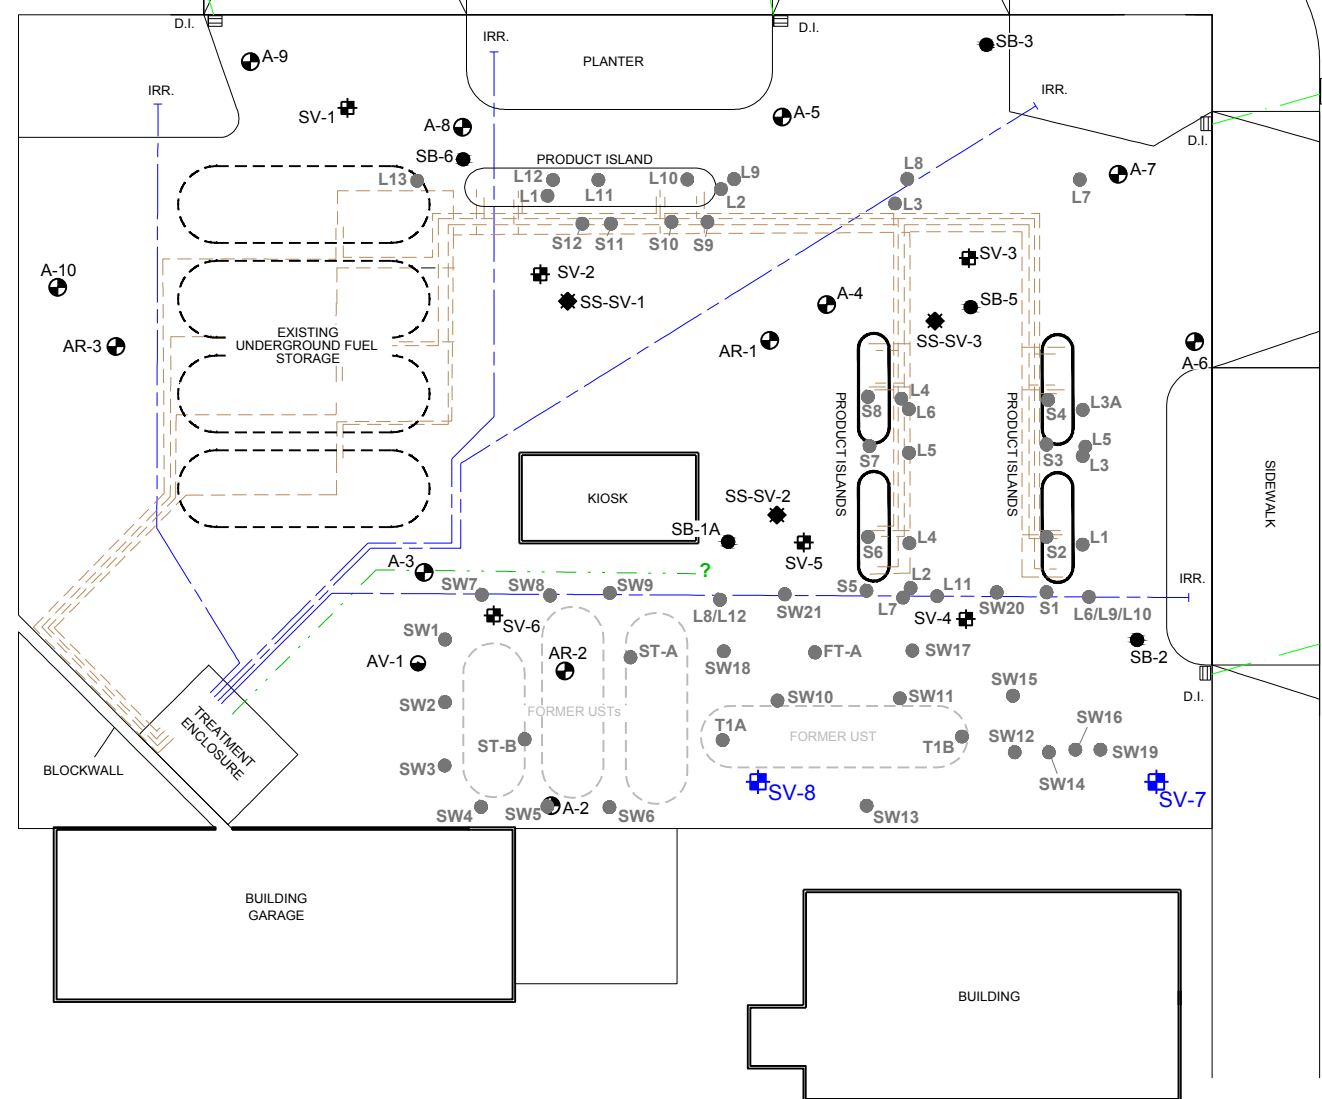 D.I.
IRR.
D.I.
SB-3
A-9
PLANTER
IRR.
IRR.
SV-1
A-8
A-5
D.I.
SB-6
PRODUCT ISLAND
L13
L12
L1
L11
L10
L9
L2
L8
L3
A-7
L7
S12
S11
S10
S9
A-10
SV-2
SS-SV-1
SV-3
SB-5
A-4
SS-SV-3
AR-3
EXISTING
UNDERGROUND FUEL
STORAGE
AR-1
A-6
PRODUCT ISLANDS
PRODUCT ISLANDS
S8
L4
L6
S4
L3A
S7
L5
S3
L5
L3
SIDEWALK
KIOSK
SS-SV-2
SB-1A
SV-5
S6
L4
S2
L1
A-3
?
SW7
SW8
SW9
L8/L12
SW21
S5
L2
L7
L11
SW20
S1
L6/L9/L10
IRR.
SV-6
SV-4
SW1
SB-2
AV-1
AR-2
ST-A
SW18
FT-A
SW17
D.I.
SW2
FORMER USTs
SW10
SW11
SW15
TREATMENT
ENCLOSURE
ST-B
T1A
FORMER UST
T1B
SW12
SW16
SW14
SW19
BLOCKWALL
SW3
SV-8
SV-7
SW4
SW5
A-2
SW6
SW13
BUILDING
GARAGE
BUILDING